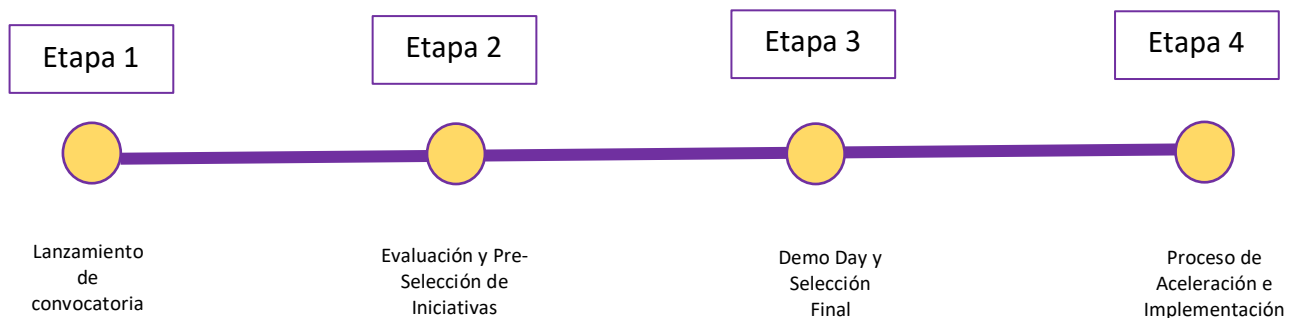 Etapa 1
Etapa 2
Etapa 3
Etapa 4
Lanzamiento
de
convocatoria
Evaluación y Pre-
Selección de
Iniciativas
Demo Day y
Selección
Final
Proceso de
Aceleración e
Implementación